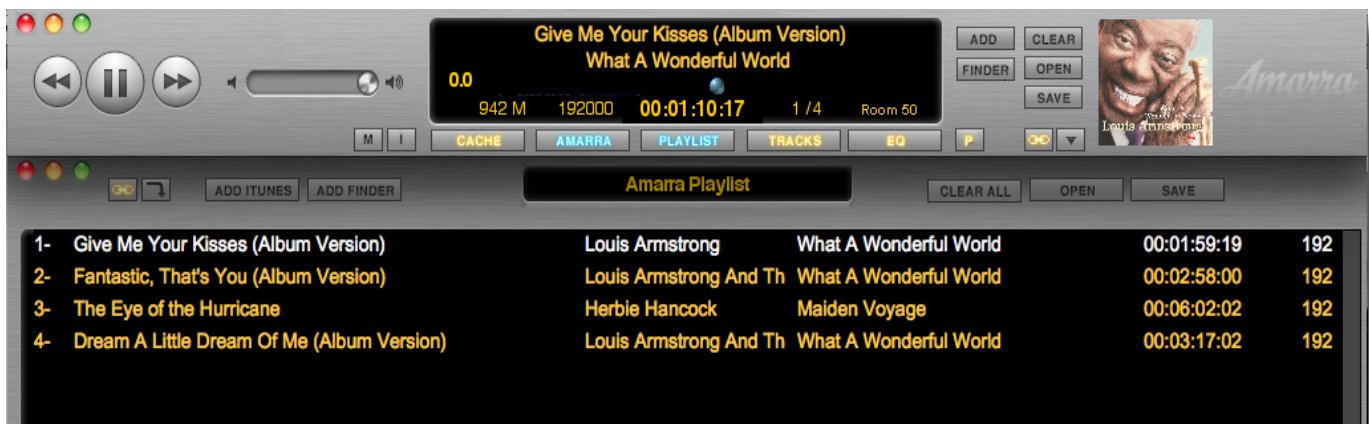 Give Me Your Kisses (Album Version)
What A Wonderful World
0.0
942 M 192000 00:01:10:17 1 / 4 Room 50
ADD CLEAR
FINDER OPEN
SAVE
Amarra
Louis Armstrong
M I CACHE AMARRA PLAYLIST TRACKS EQ P
ADD ITUNES ADD FINDER Amarra Playlist CLEAR ALL OPEN SAVE
1- Give Me Your Kisses (Album Version) Louis Armstrong What A Wonderful World 00:01:59:19 192
2- Fantastic, That's You (Album Version) Louis Armstrong And Th What A Wonderful World 00:02:58:00 192
3- The Eye of the Hurricane Herbie Hancock Maiden Voyage 00:06:02:02 192
4- Dream A Little Dream Of Me (Album Version) Louis Armstrong And Th What A Wonderful World 00:03:17:02 192